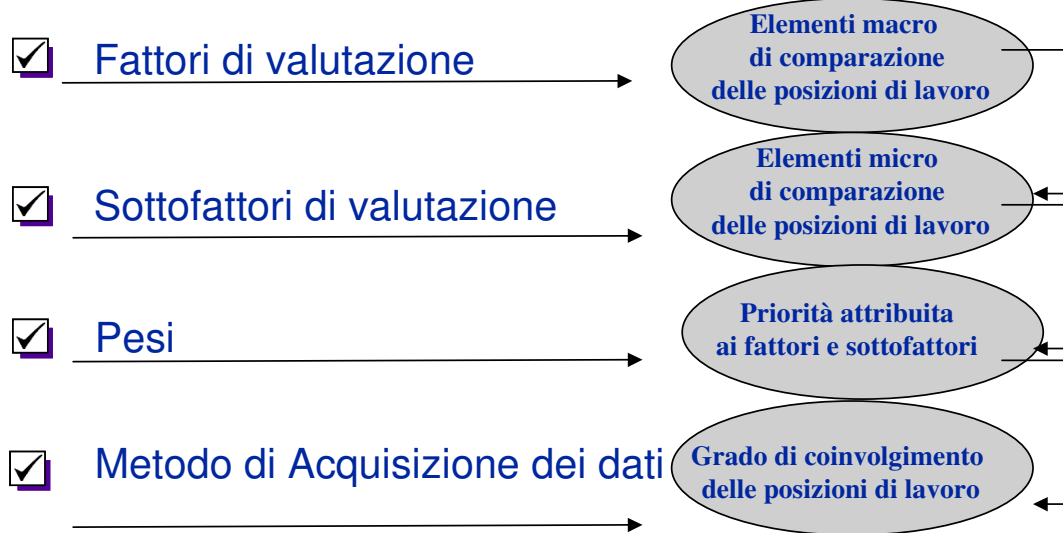 Fattori di valutazione
Elementi macro
di comparazione
delle posizioni di lavoro
Sottofattori di valutazione
Elementi micro
di comparazione
delle posizioni di lavoro
Pesi
Priorità attribuita
ai fattori e sottofattori
Metodo di Acquisizione dei dati
Grado di coinvolgimento
delle posizioni di lavoro